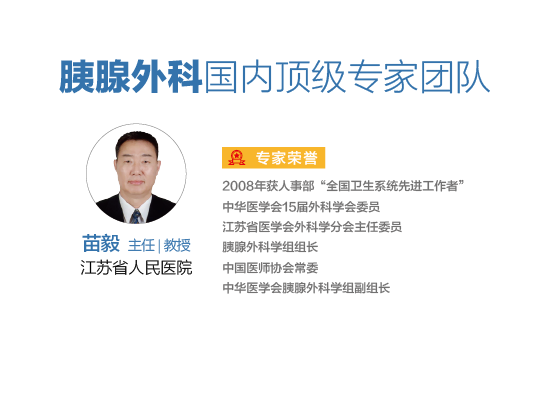 胰腺外科国内顶级专家团队
专家荣誉
2008年获人事部“全国卫生系统先进工作者”
中华医学会15届外科学会委员
江苏省医学会外科学分会主任委员
胰腺外科学组组长
中国医师协会常委
中华医学会胰腺外科学组副组长
苗毅 主任|教授
江苏省人民医院